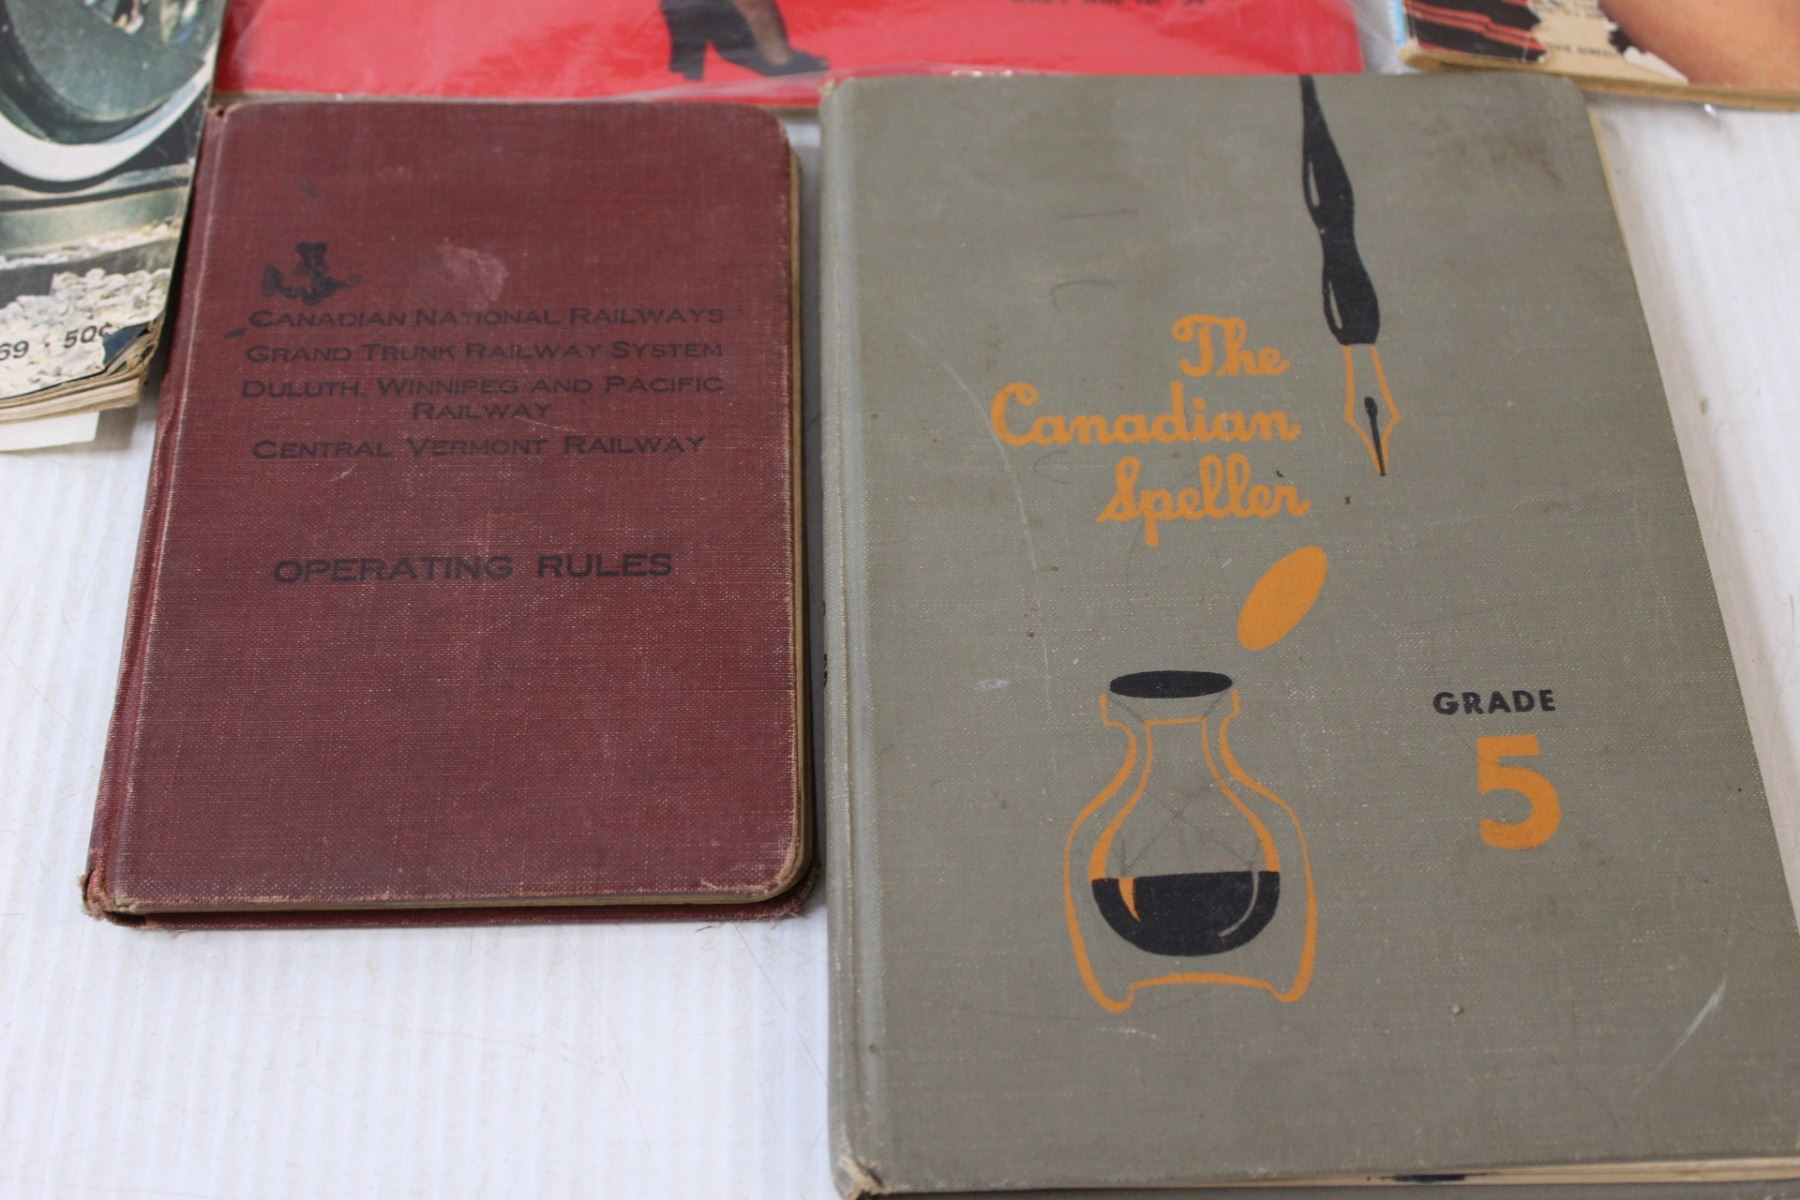 69 · 50¢
CANADIAN NATIONAL RAILWAYS
GRAND TRUNK RAILWAY SYSTEM
DULUTH, WINNIPEG AND PACIFIC
RAILWAY
CENTRAL VERMONT RAILWAY
OPERATING RULES
The
Canadian
Speller
GRADE
5